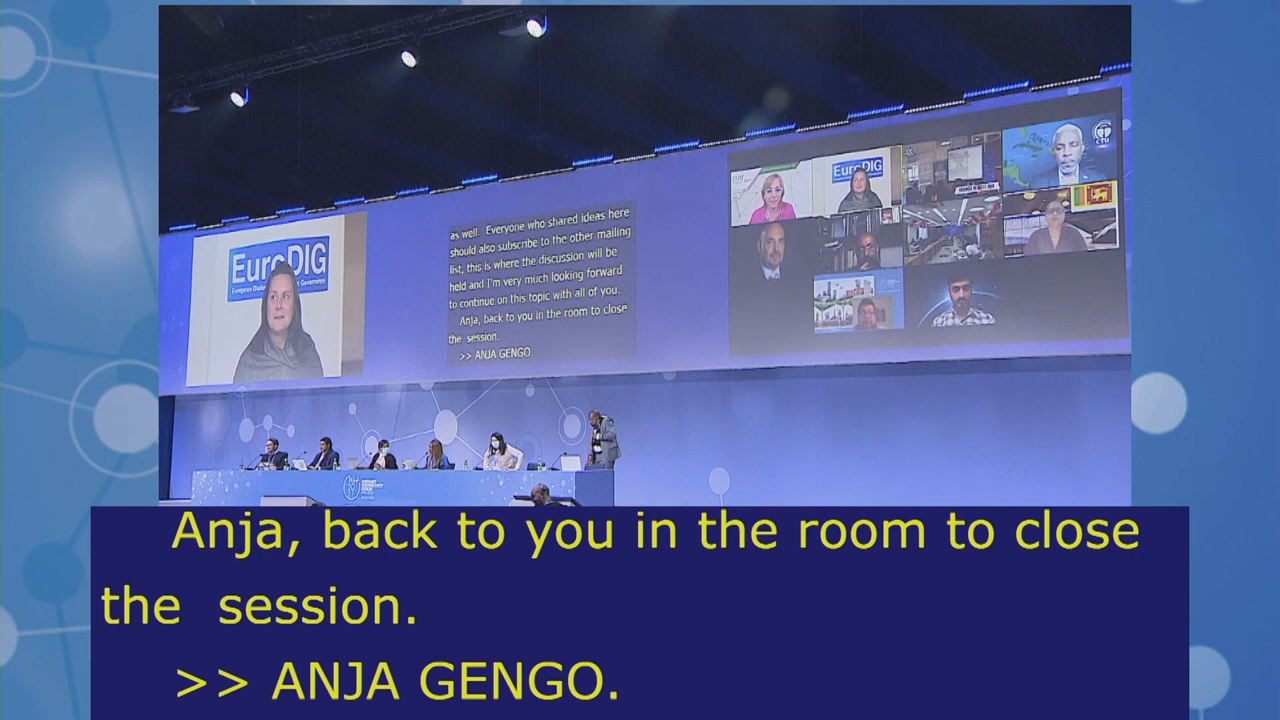 EuroDIG
as well. Everyone who shared ideas here
should also subscribe to the other mailing
list, this is where the discussion will be
held and I'm very much looking forward
to continue on this topic with all of you.
Anja, back to you in the room to close
the session.
>> ANJA GENGO.
EuroDIG
CTU
Anja, back to you in the room to close
the session.
>> ANJA GENGO.